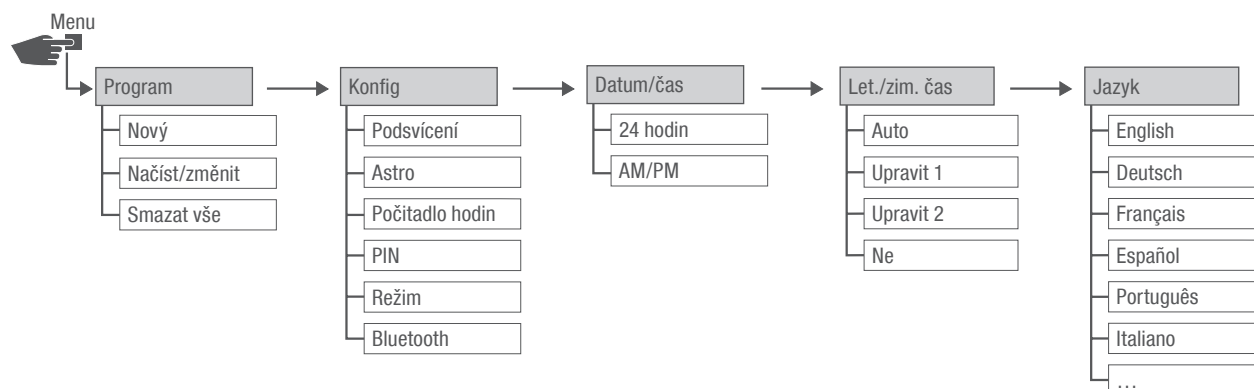 Menu
Program
Nový
Načíst/změnit
Smazat vše
Konfig
Podsvícení
Astro
Počitadlo hodin
PIN
Režim
Bluetooth
Datum/čas
24 hodin
AM/PM
Let./zim. čas
Auto
Upravit 1
Upravit 2
Ne
Jazyk
English
Deutsch
Français
Español
Português
Italiano
…